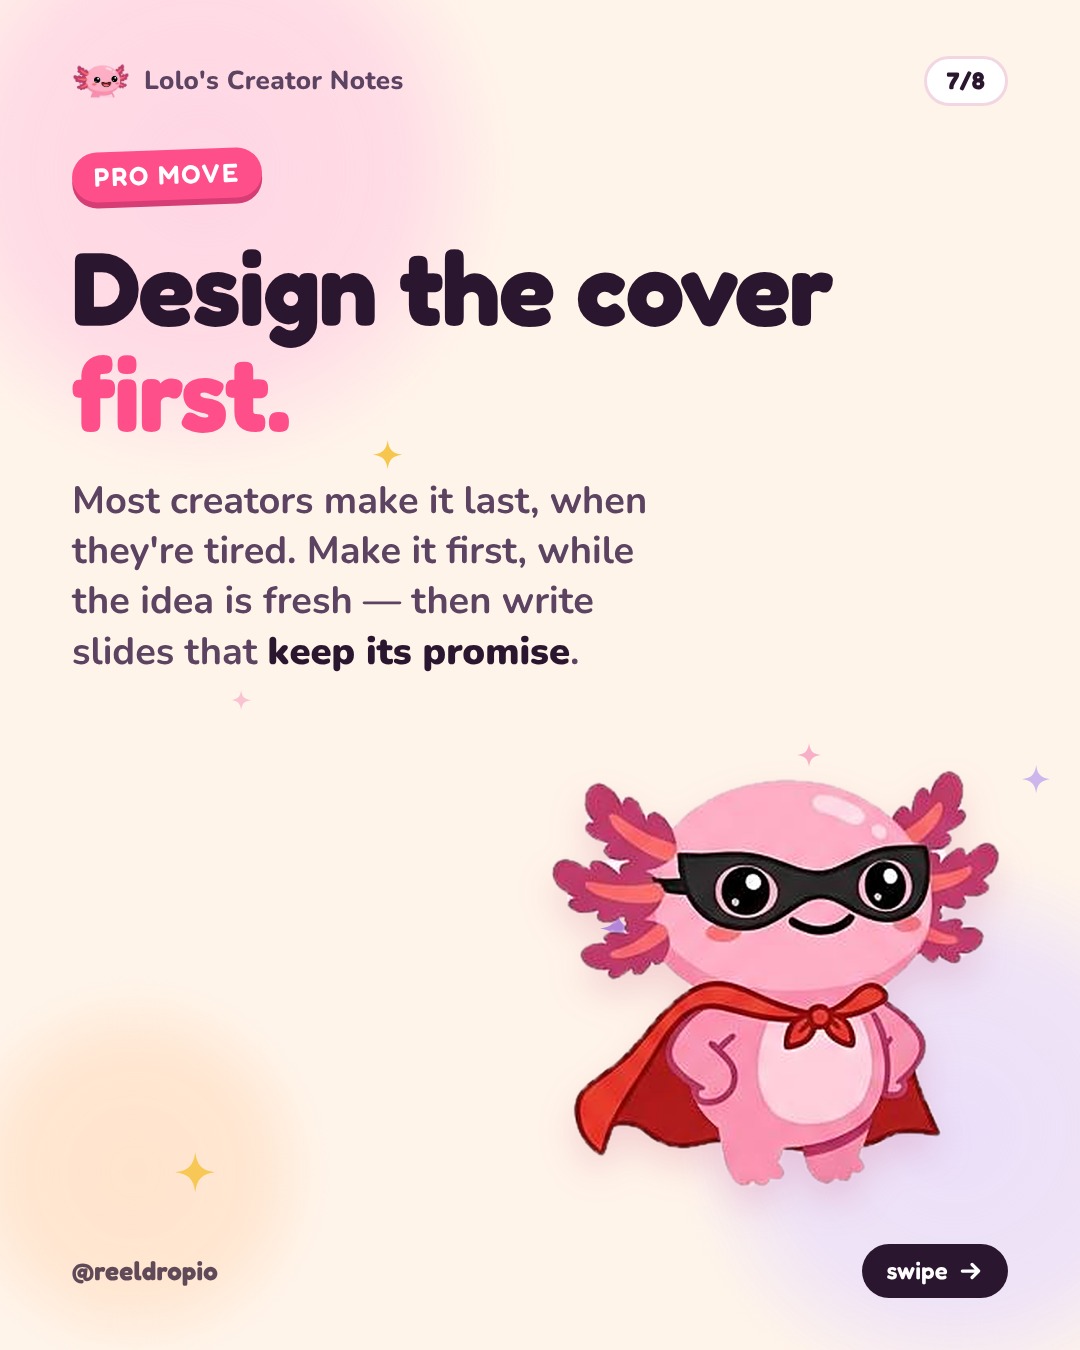 Lolo's Creator Notes
7/8
PRO MOVE
Design the cover
first.
Most creators make it last, when
they're tired. Make it first, while
the idea is fresh — then write
slides that keep its promise.
@reeldropio
swipe →